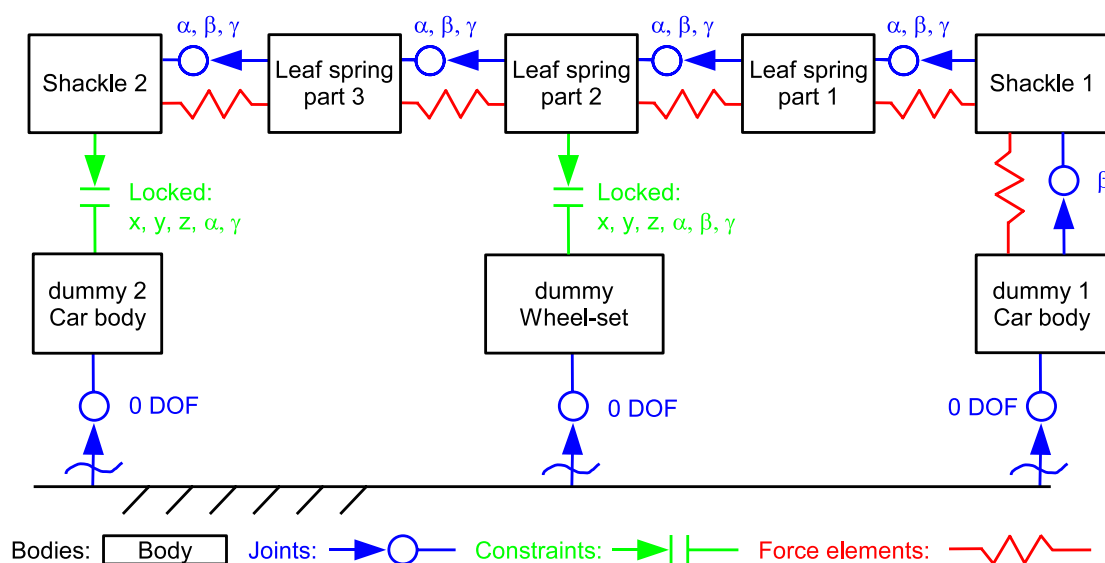 α, β, γ
α, β, γ
α, β, γ
α, β, γ
Shackle 2
Leaf spring
part 3
Leaf spring
part 2
Leaf spring
part 1
Shackle 1
Locked:
x, y, z, α, γ
Locked:
x, y, z, α, β, γ
β
dummy 2
Car body
dummy
Wheel-set
dummy 1
Car body
0 DOF
0 DOF
0 DOF
Bodies: Body Joints: Constraints: Force elements: